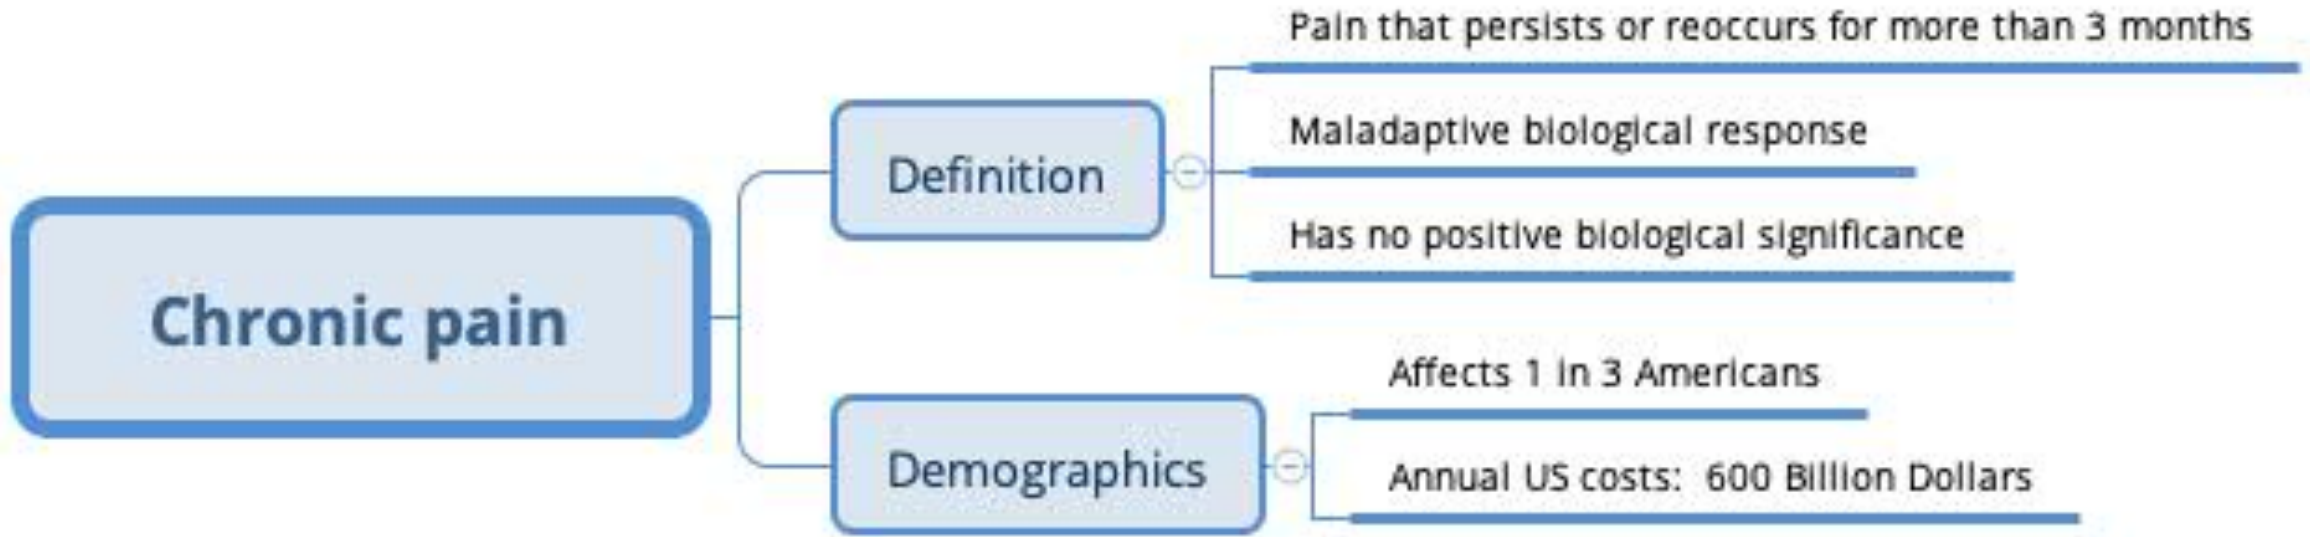 Chronic pain
Definition
Pain that persists or reoccurs for more than 3 months
Maladaptive biological response
Has no positive biological significance
Demographics
Affects 1 in 3 Americans
Annual US costs:  600 Billion Dollars